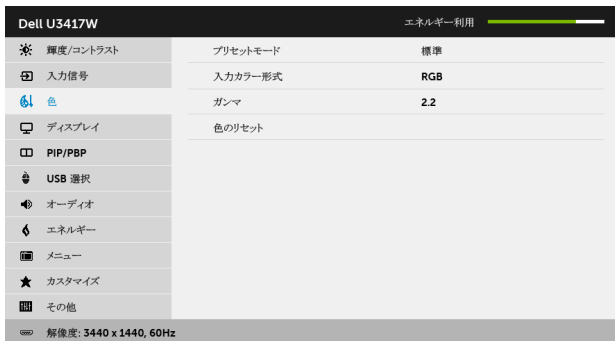 Dell U3417W エネルギー利用
輝度/コントラスト プリセットモード 標準
入力信号 入力カラー形式 RGB
色 ガンマ 2.2
ディスプレイ 色のリセット
PIP/PBP
USB 選択
オーディオ
エネルギー
メニュー
カスタマイズ
その他
解像度: 3440 x 1440, 60Hz